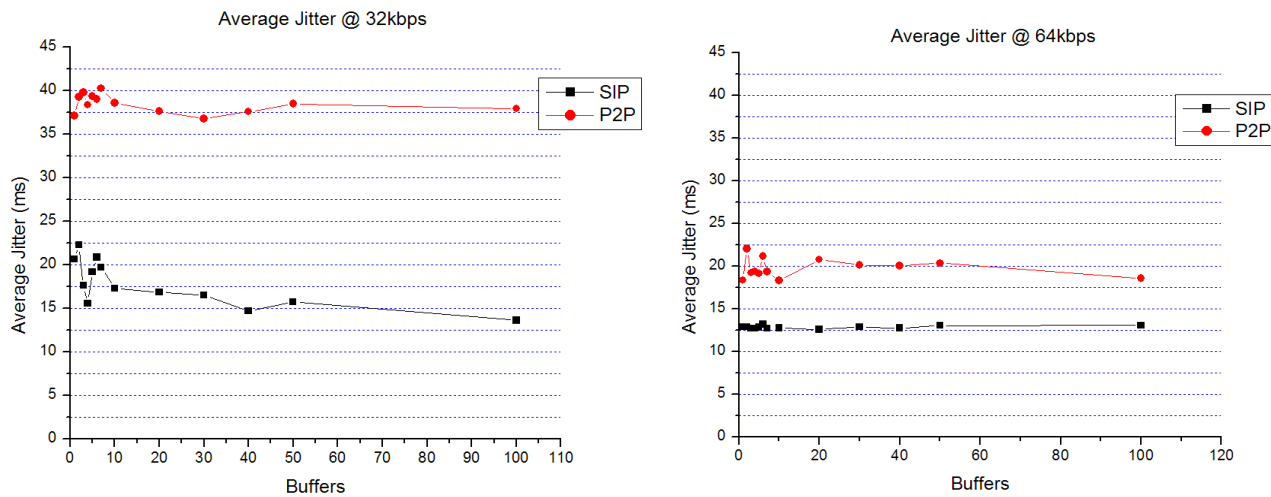 Average Jitter @ 32kbps
45
40
35
30
25
20
15
10
5
0
Average Jitter (ms)
0 10 20 30 40 50 60 70 80 90 100 110
Buffers
SIP
P2P
Average Jitter @ 64kbps
45
40
35
30
25
20
15
10
5
0
Average Jitter (ms)
0 20 40 60 80 100 120
Buffers
SIP
P2P